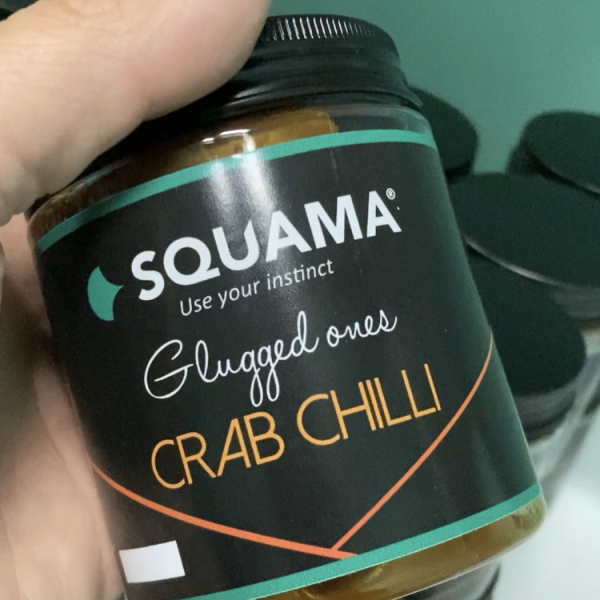 SQUAMA®
Use your instinct
Glugged ones
CRAB CHILLI